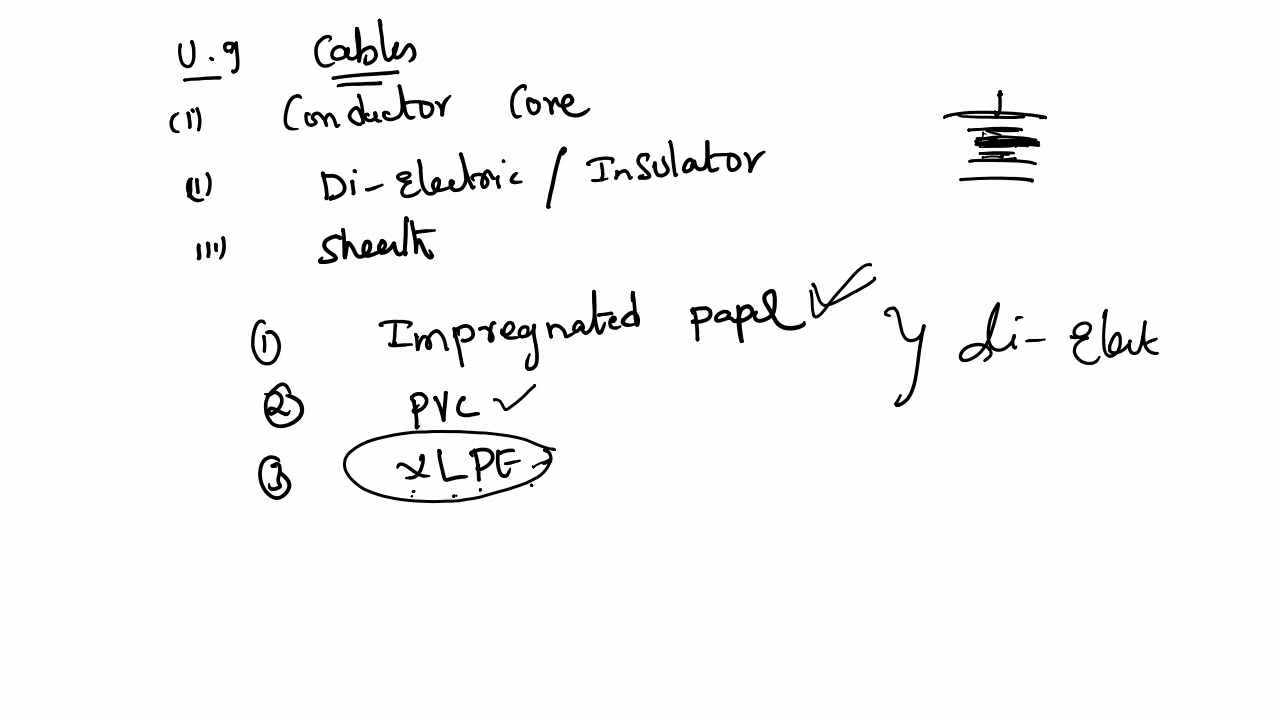 U.g Cables
(i) Conductor Core
(ii) Di-Electric / Insulator
iii) Sheath
① Impregnated paper ✓ } di-Elect
② PVC ✓
③ XLPE